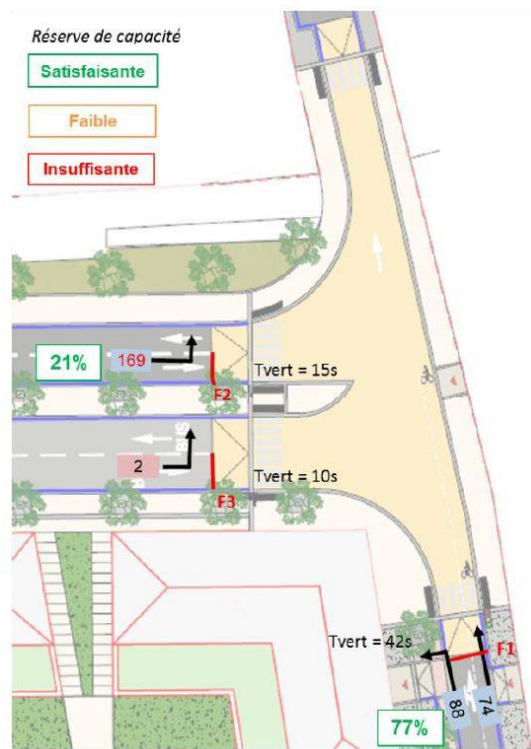 Réserve de capacité
Satisfaisante
Faible
Insuffisante
21%
169
F2
Tvert = 15s
2
Bus
F3
Tvert = 10s
Tvert = 42s
F1
88
74
77%